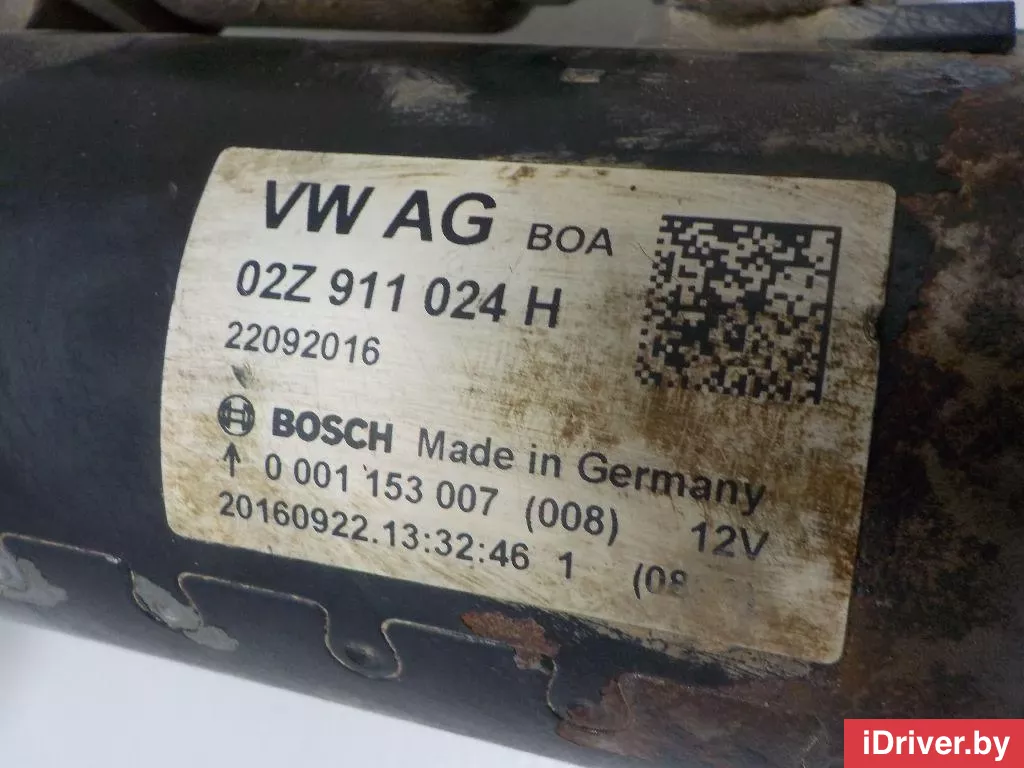 VW AG BOA
02Z 911 024 H
22092016
BOSCH Made in Germany
↑ 0 001 153 007 (008) 12V
20160922.13:32:46 1 (08
iDriver.by